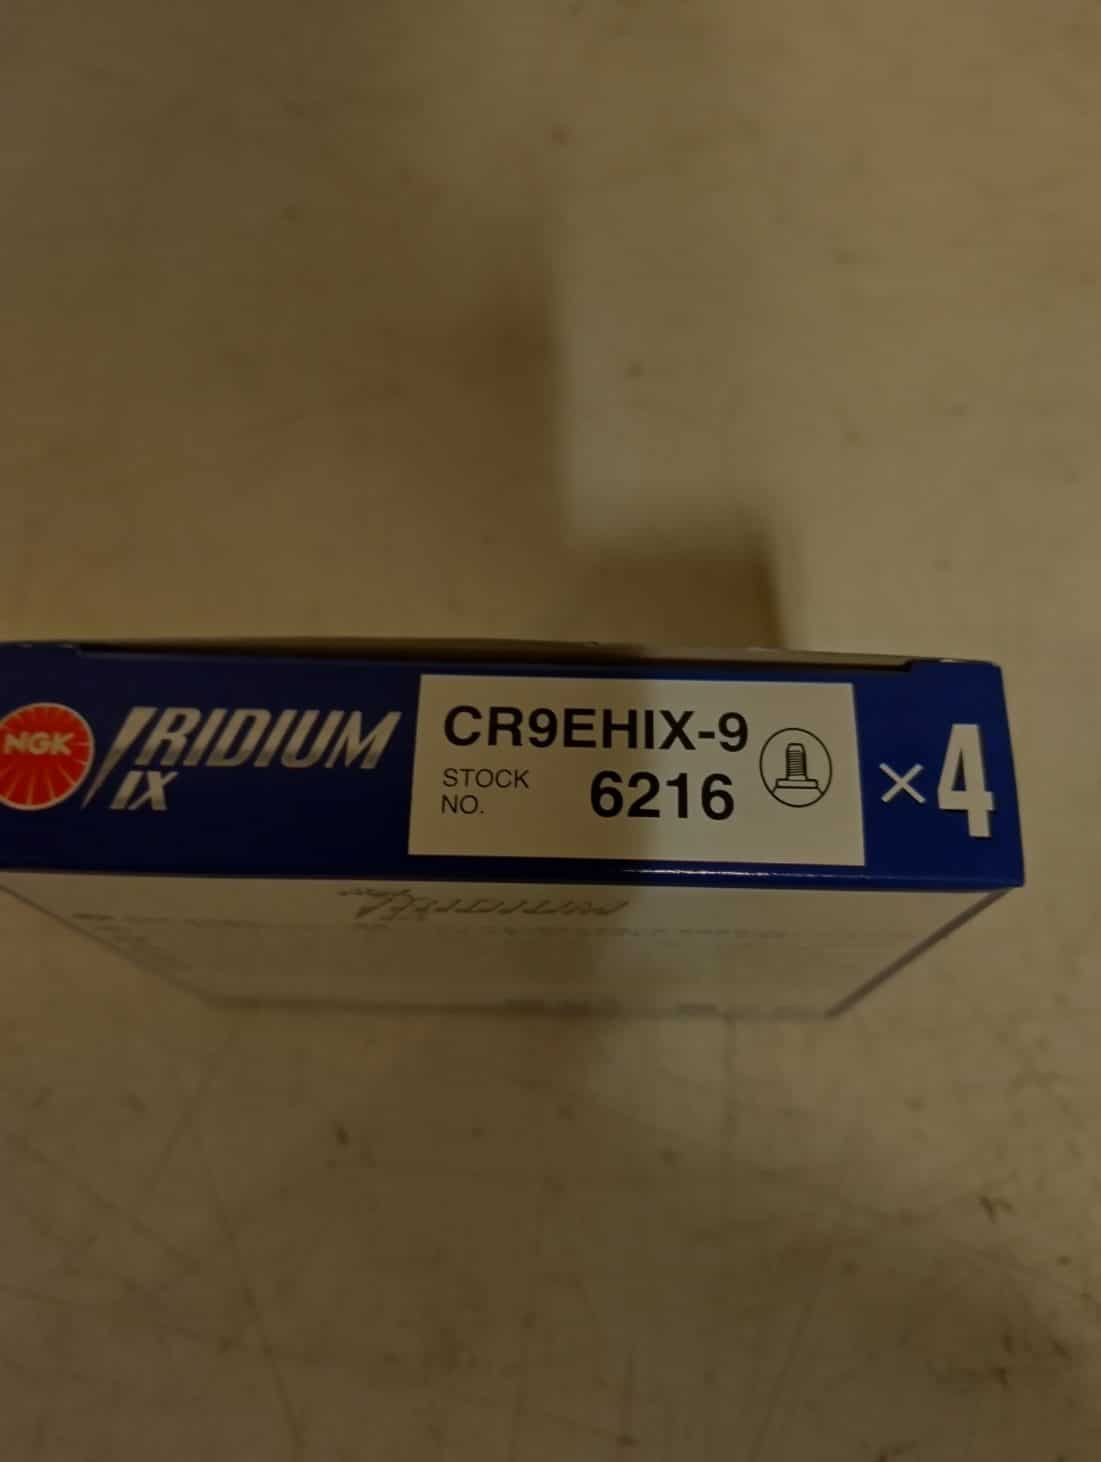 NGK
IRIDIUM
IX
CR9EHIX-9
STOCK
NO.
6216
×4